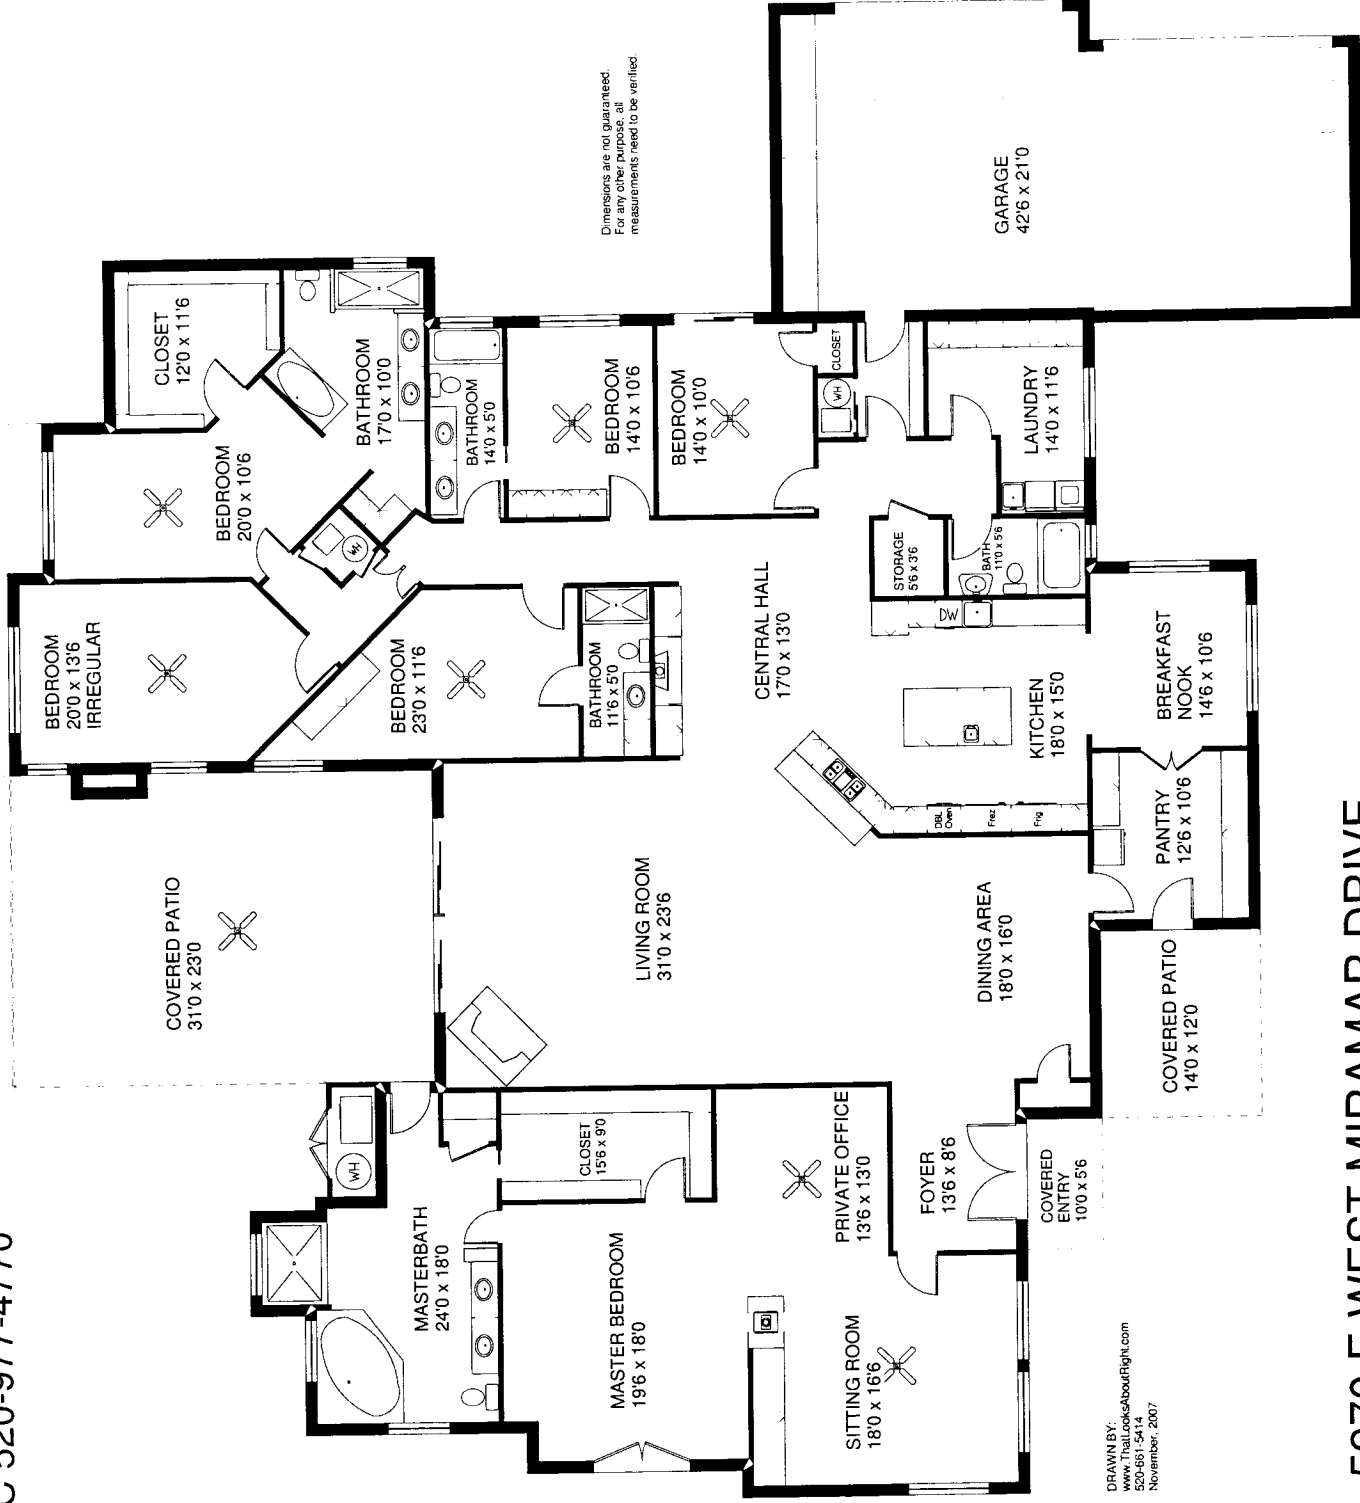 Dimensions are not guaranteed.
For any other purpose, all
measurements need to be verified.
GARAGE
42'6 x 21'0
CLOSET
12'0 x 11'6
BATHROOM
17'0 x 10'0
BEDROOM
20'0 x 10'6
BATHROOM
14'0 x 5'0
BEDROOM
14'0 x 10'6
BEDROOM
14'0 x 10'0
CLOSET
WH
LAUNDRY
14'0 x 11'6
WH
STORAGE
5'6 x 3'6
BATH
11'0 x 5'6
BEDROOM
20'0 x 13'6
IRREGULAR
BEDROOM
23'0 x 11'6
BATHROOM
11'6 x 5'0
CENTRAL HALL
17'0 x 13'0
DW
KITCHEN
18'0 x 15'0
BREAKFAST
NOOK
14'6 x 10'6
DBL
Oven
Frez
Frig
PANTRY
12'6 x 10'6
COVERED PATIO
31'0 x 23'0
LIVING ROOM
31'0 x 23'6
DINING AREA
18'0 x 16'0
COVERED PATIO
14'0 x 12'0
WH
CLOSET
15'6 x 9'0
PRIVATE OFFICE
13'6 x 13'0
FOYER
13'6 x 8'6
COVERED
ENTRY
10'0 x 5'6
MASTERBATH
24'0 x 18'0
MASTER BEDROOM
19'6 x 18'0
SITTING ROOM
18'0 x 16'6
DRAWN BY:
www.ThatLooksAboutRight.com
520-661-5414
November, 2007
WEST MIRAMAR DRIVE